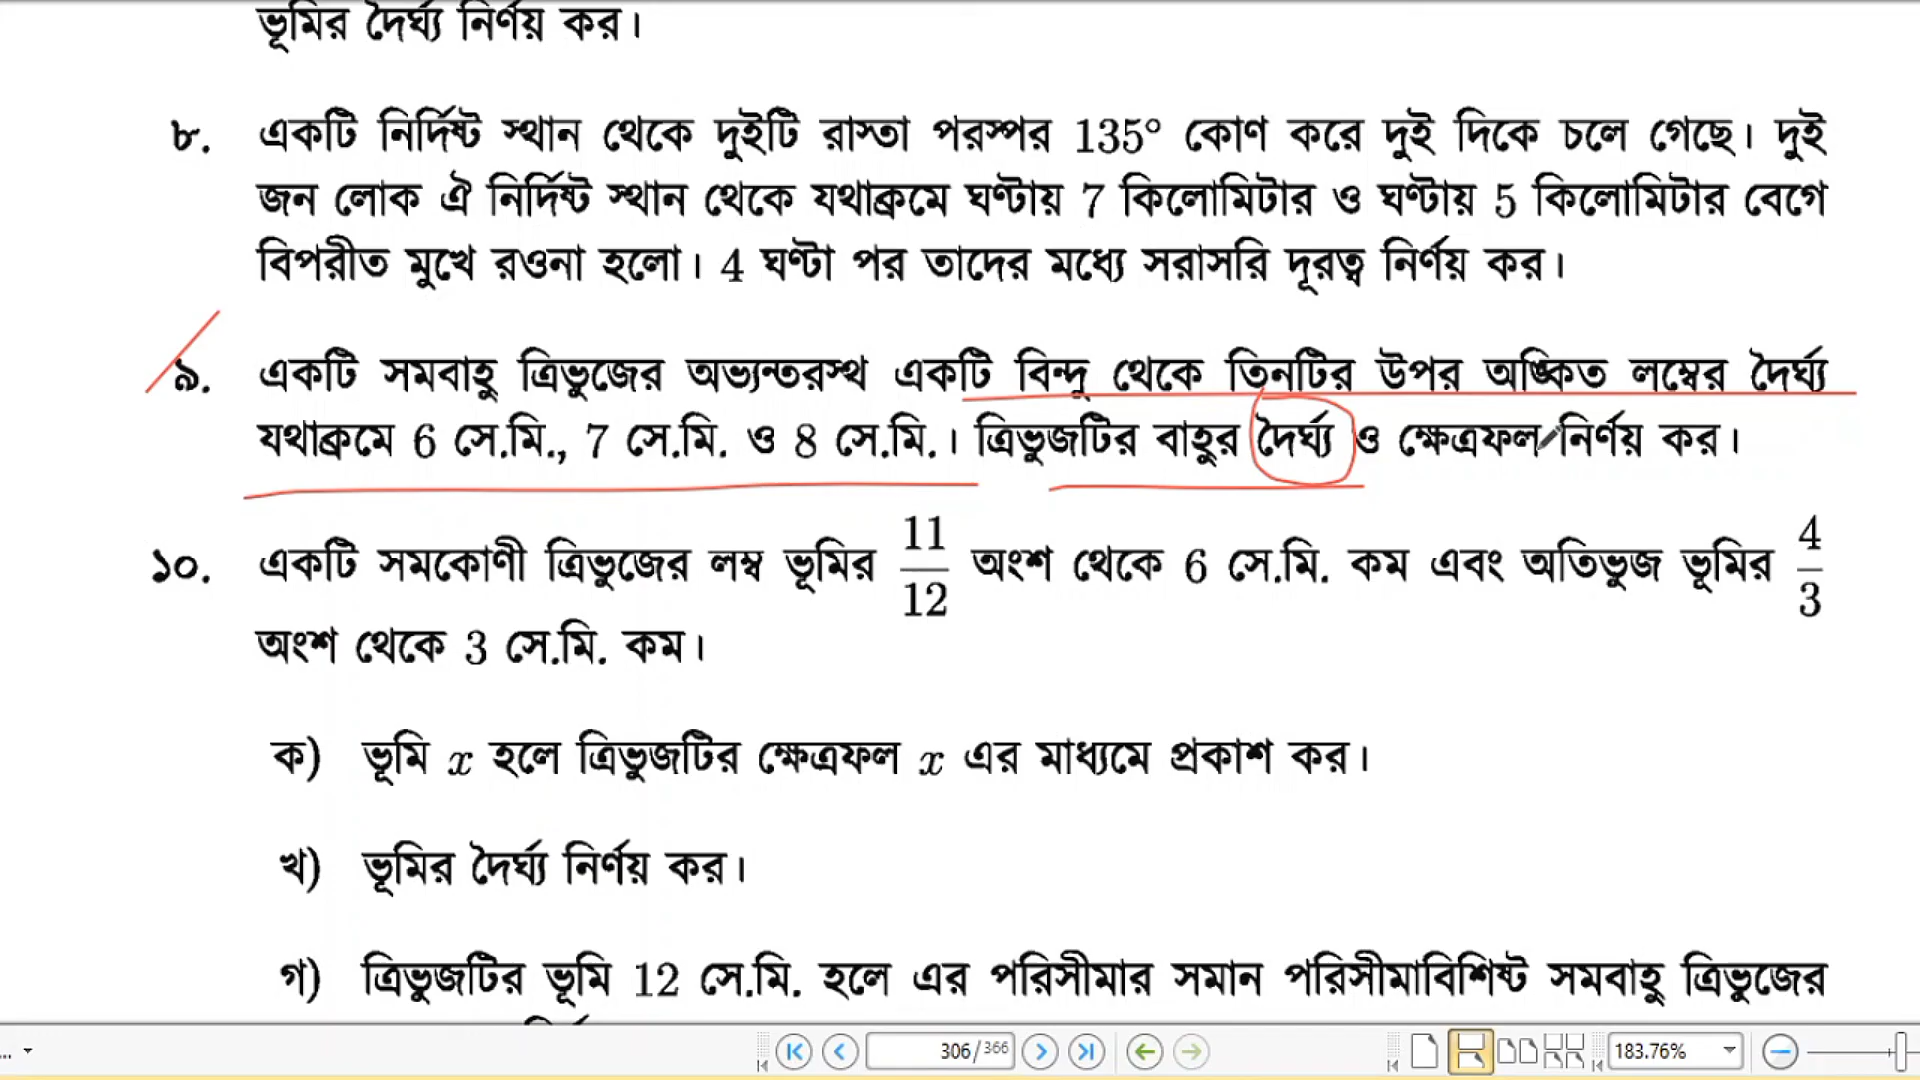 ভূমির দৈর্ঘ্য নির্ণয় কর।
৮. একটি নির্দিষ্ট স্থান থেকে দুইটি রাস্তা পরস্পর 135° কোণ করে দুই দিকে চলে গেছে। দুই
জন লোক ঐ নির্দিষ্ট স্থান থেকে যথাক্রমে ঘণ্টায় 7 কিলোমিটার ও ঘণ্টায় 5 কিলোমিটার বেগে
বিপরীত মুখে রওনা হলো। 4 ঘণ্টা পর তাদের মধ্যে সরাসরি দূরত্ব নির্ণয় কর।
৯. একটি সমবাহু ত্রিভুজের অভ্যন্তরস্থ একটি বিন্দু থেকে তিনটির উপর অঙ্কিত লম্বের দৈর্ঘ্য
যথাক্রমে 6 সে.মি., 7 সে.মি. ও 8 সে.মি.। ত্রিভুজটির বাহুর দৈর্ঘ্য ও ক্ষেত্রফল নির্ণয় কর।
১০. একটি সমকোণী ত্রিভুজের লম্ব ভূমির 11/12 অংশ থেকে 6 সে.মি. কম এবং অতিভুজ ভূমির 4/3
অংশ থেকে 3 সে.মি. কম।
ক) ভূমি x হলে ত্রিভুজটির ক্ষেত্রফল x এর মাধ্যমে প্রকাশ কর।
খ) ভূমির দৈর্ঘ্য নির্ণয় কর।
গ) ত্রিভুজটির ভূমি 12 সে.মি. হলে এর পরিসীমার সমান পরিসীমাবিশিষ্ট সমবাহু ত্রিভুজের
306/366 183.76%